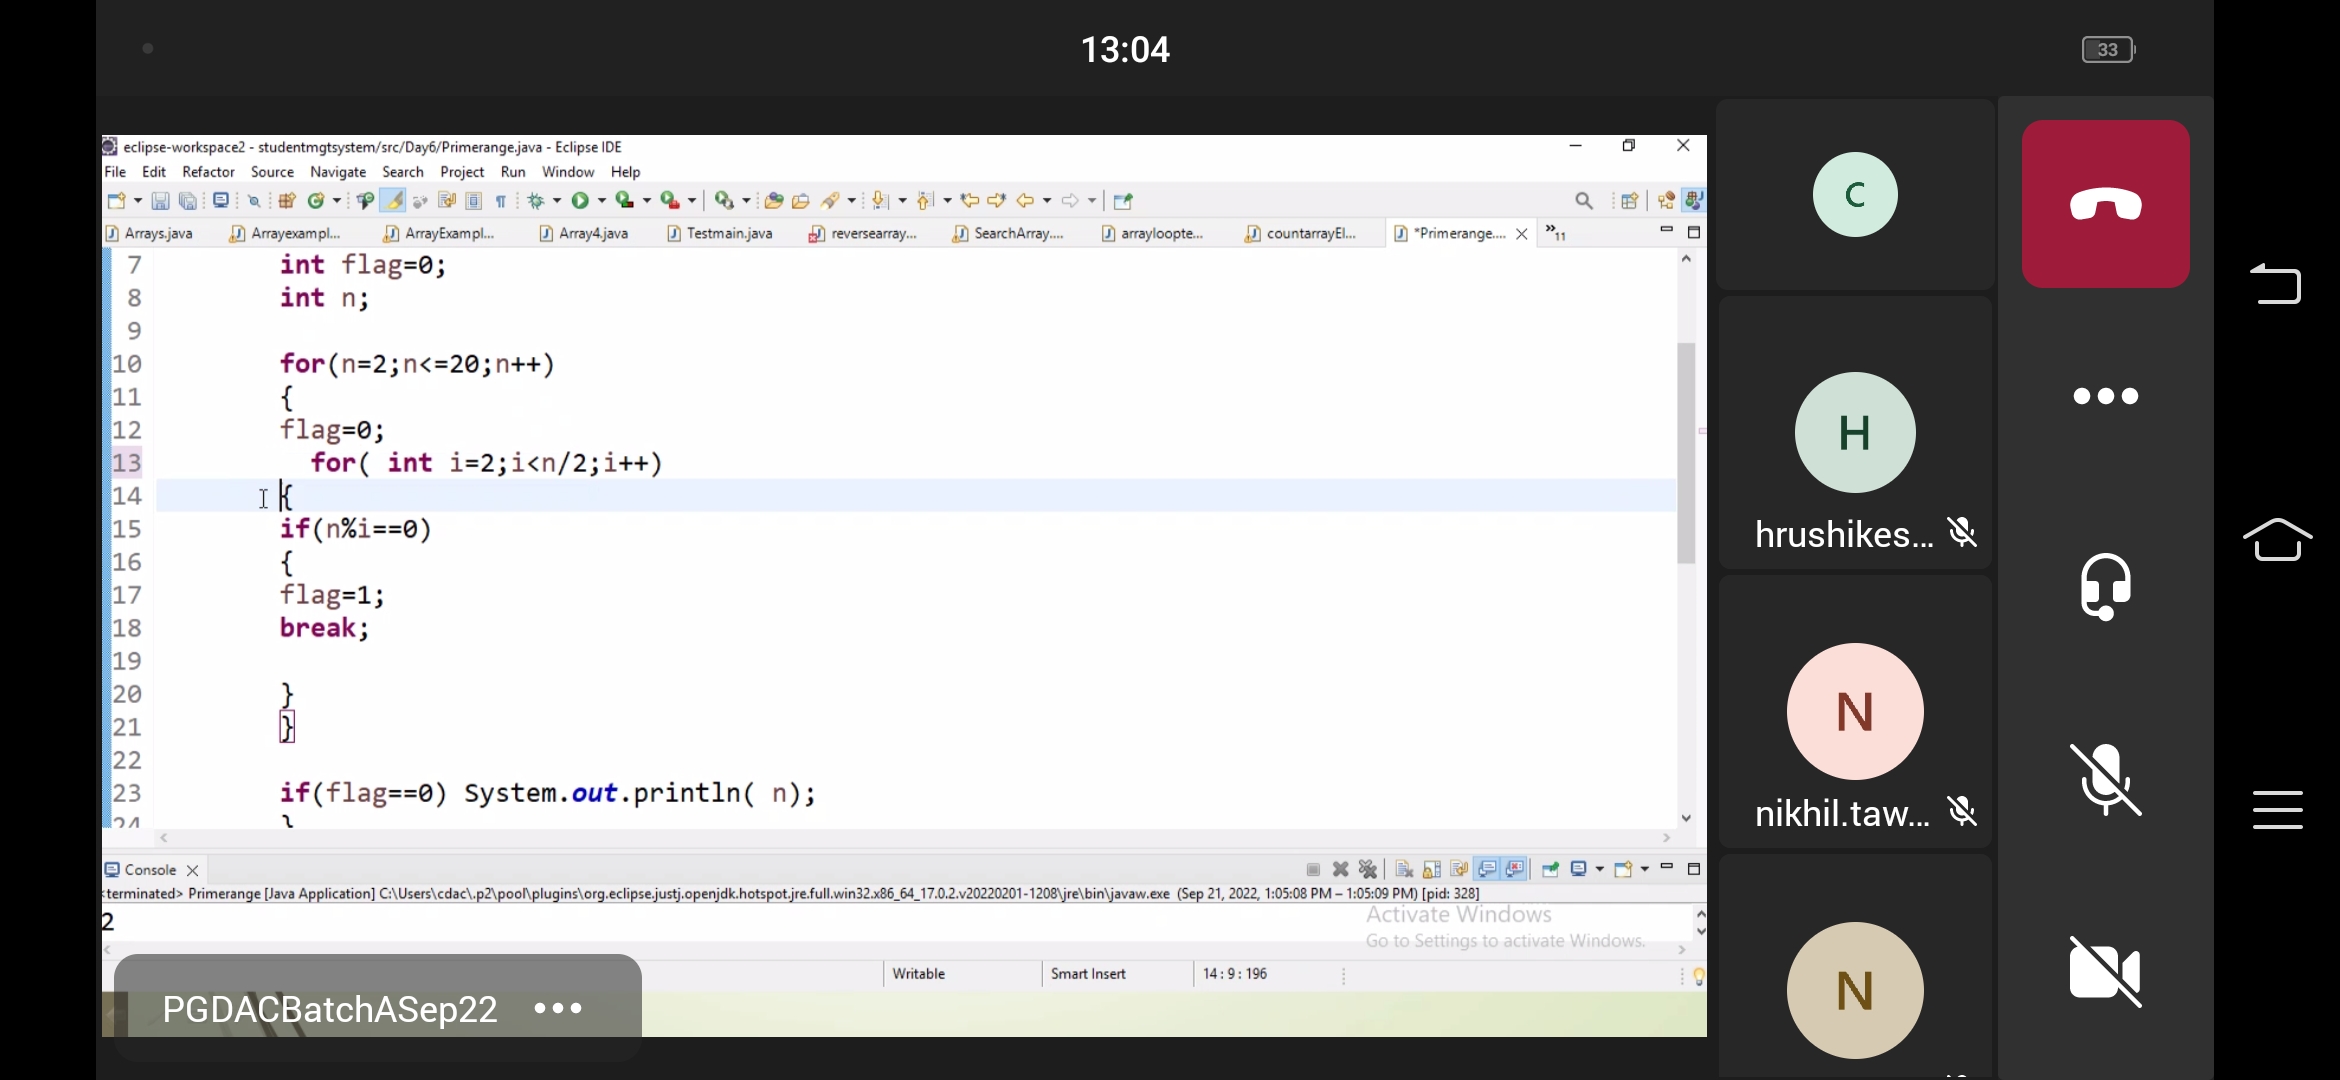 13:04
33
eclipse-workspace2 - studentmgtsystem/src/Day6/Primerange.java - Eclipse IDE
File Edit Refactor Source Navigate Search Project Run Window Help
Arrays.java Arrayexampl... ArrayExampl... Array4.java Testmain.java reversearray... SearchArray.... arrayloopte... countarrayEl... *Primerange.... »11
7 int flag=0;
8 int n;
9
10 for(n=2;n<=20;n++)
11 {
12 flag=0;
13 for( int i=2;i<n/2;i++)
14 {
15 if(n%i==0)
16 {
17 flag=1;
18 break;
19
20 }
21 }
22
23 if(flag==0) System.out.println( n);
24 }
Console
<terminated> Primerange [Java Application] C:\Users\cdac\.p2\pool\plugins\org.eclipse.justj.openjdk.hotspot.jre.full.win32.x86_64_17.0.2.v20220201-1208\jre\bin\javaw.exe (Sep 21, 2022, 1:05:08 PM – 1:05:09 PM) [pid: 328]
2
Activate Windows
Go to Settings to activate Windows.
Writable Smart Insert 14 : 9 : 196
PGDACBatchASep22
C
H
hrushikes...
N
nikhil.taw...
N